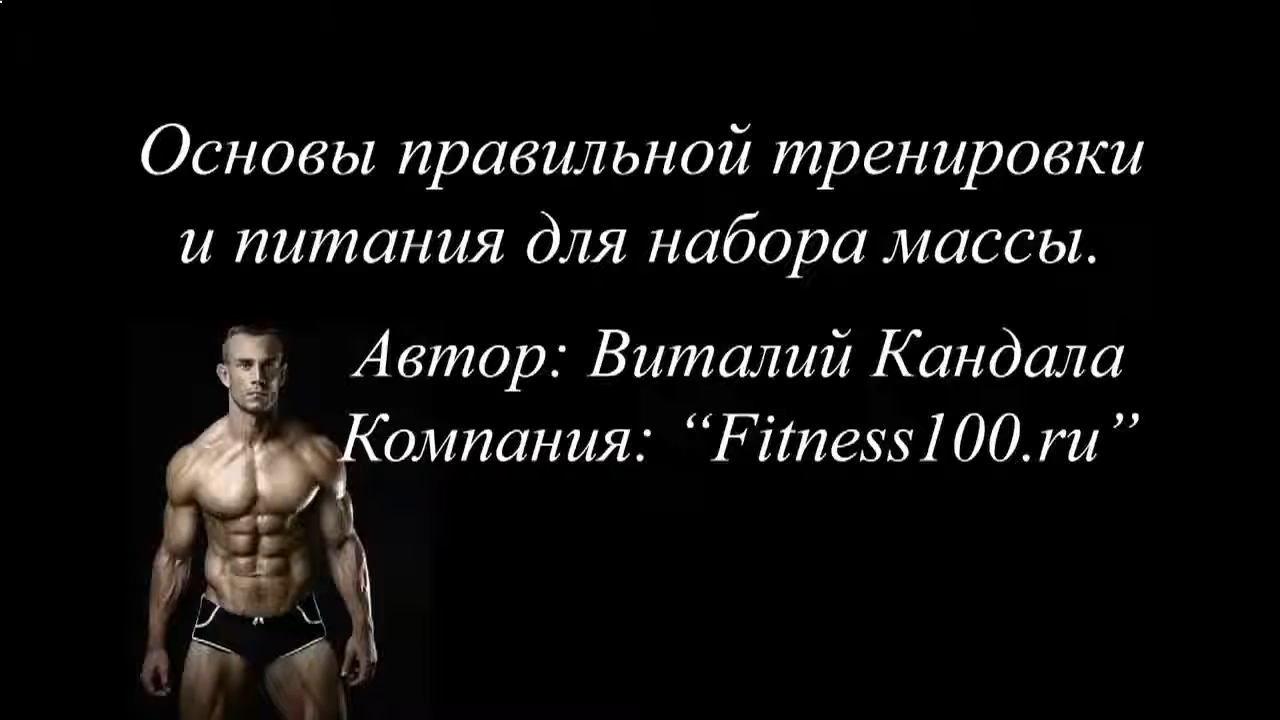 Основы правильной тренировки
и питания для набора массы.
Автор: Виталий Кандала
Компания: “Fitness100.ru”